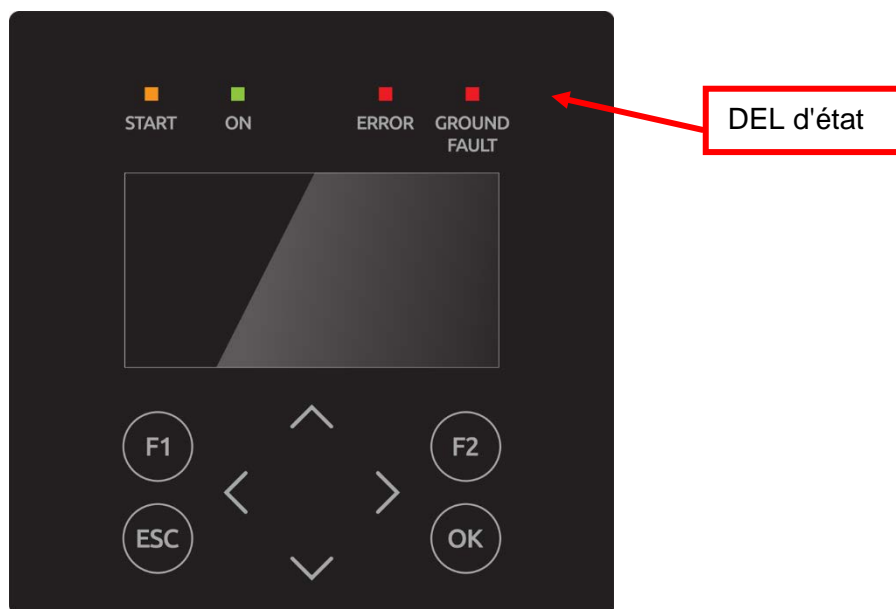 START ON ERROR GROUND
FAULT
DEL d'état
F1 F2
ESC OK